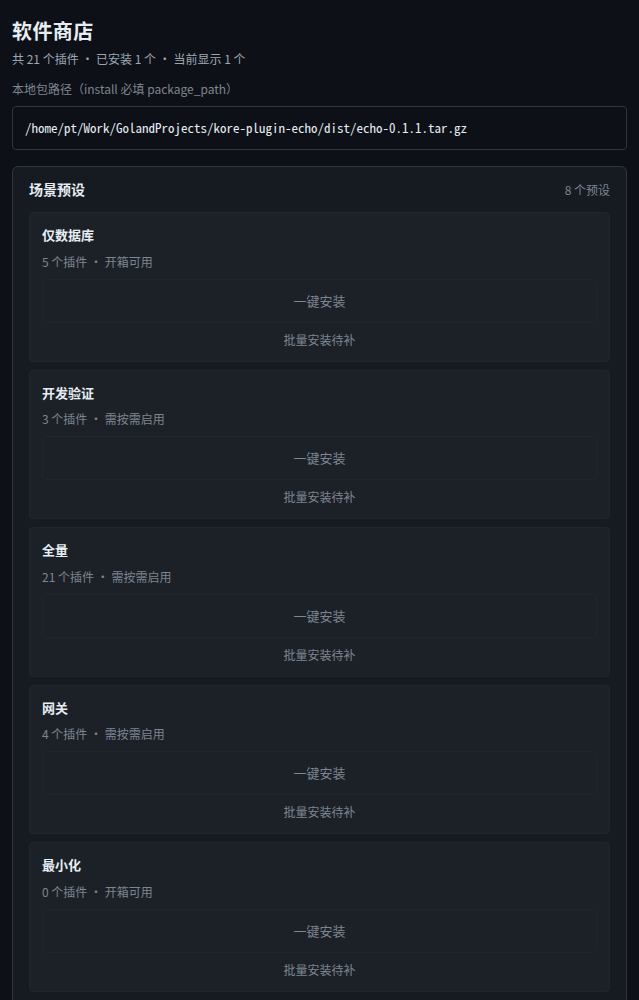 软件商店
共 21 个插件 • 已安装 1 个 • 当前显示 1 个
本地包路径（install 必填 package_path）
/home/pt/Work/GolandProjects/kore-plugin-echo/dist/echo-0.1.1.tar.gz
场景预设
8 个预设
仅数据库
5 个插件 • 开箱可用
一键安装
批量安装待补
开发验证
3 个插件 • 需按需启用
一键安装
批量安装待补
全量
21 个插件 • 需按需启用
一键安装
批量安装待补
网关
4 个插件 • 需按需启用
一键安装
批量安装待补
最小化
0 个插件 • 开箱可用
一键安装
批量安装待补